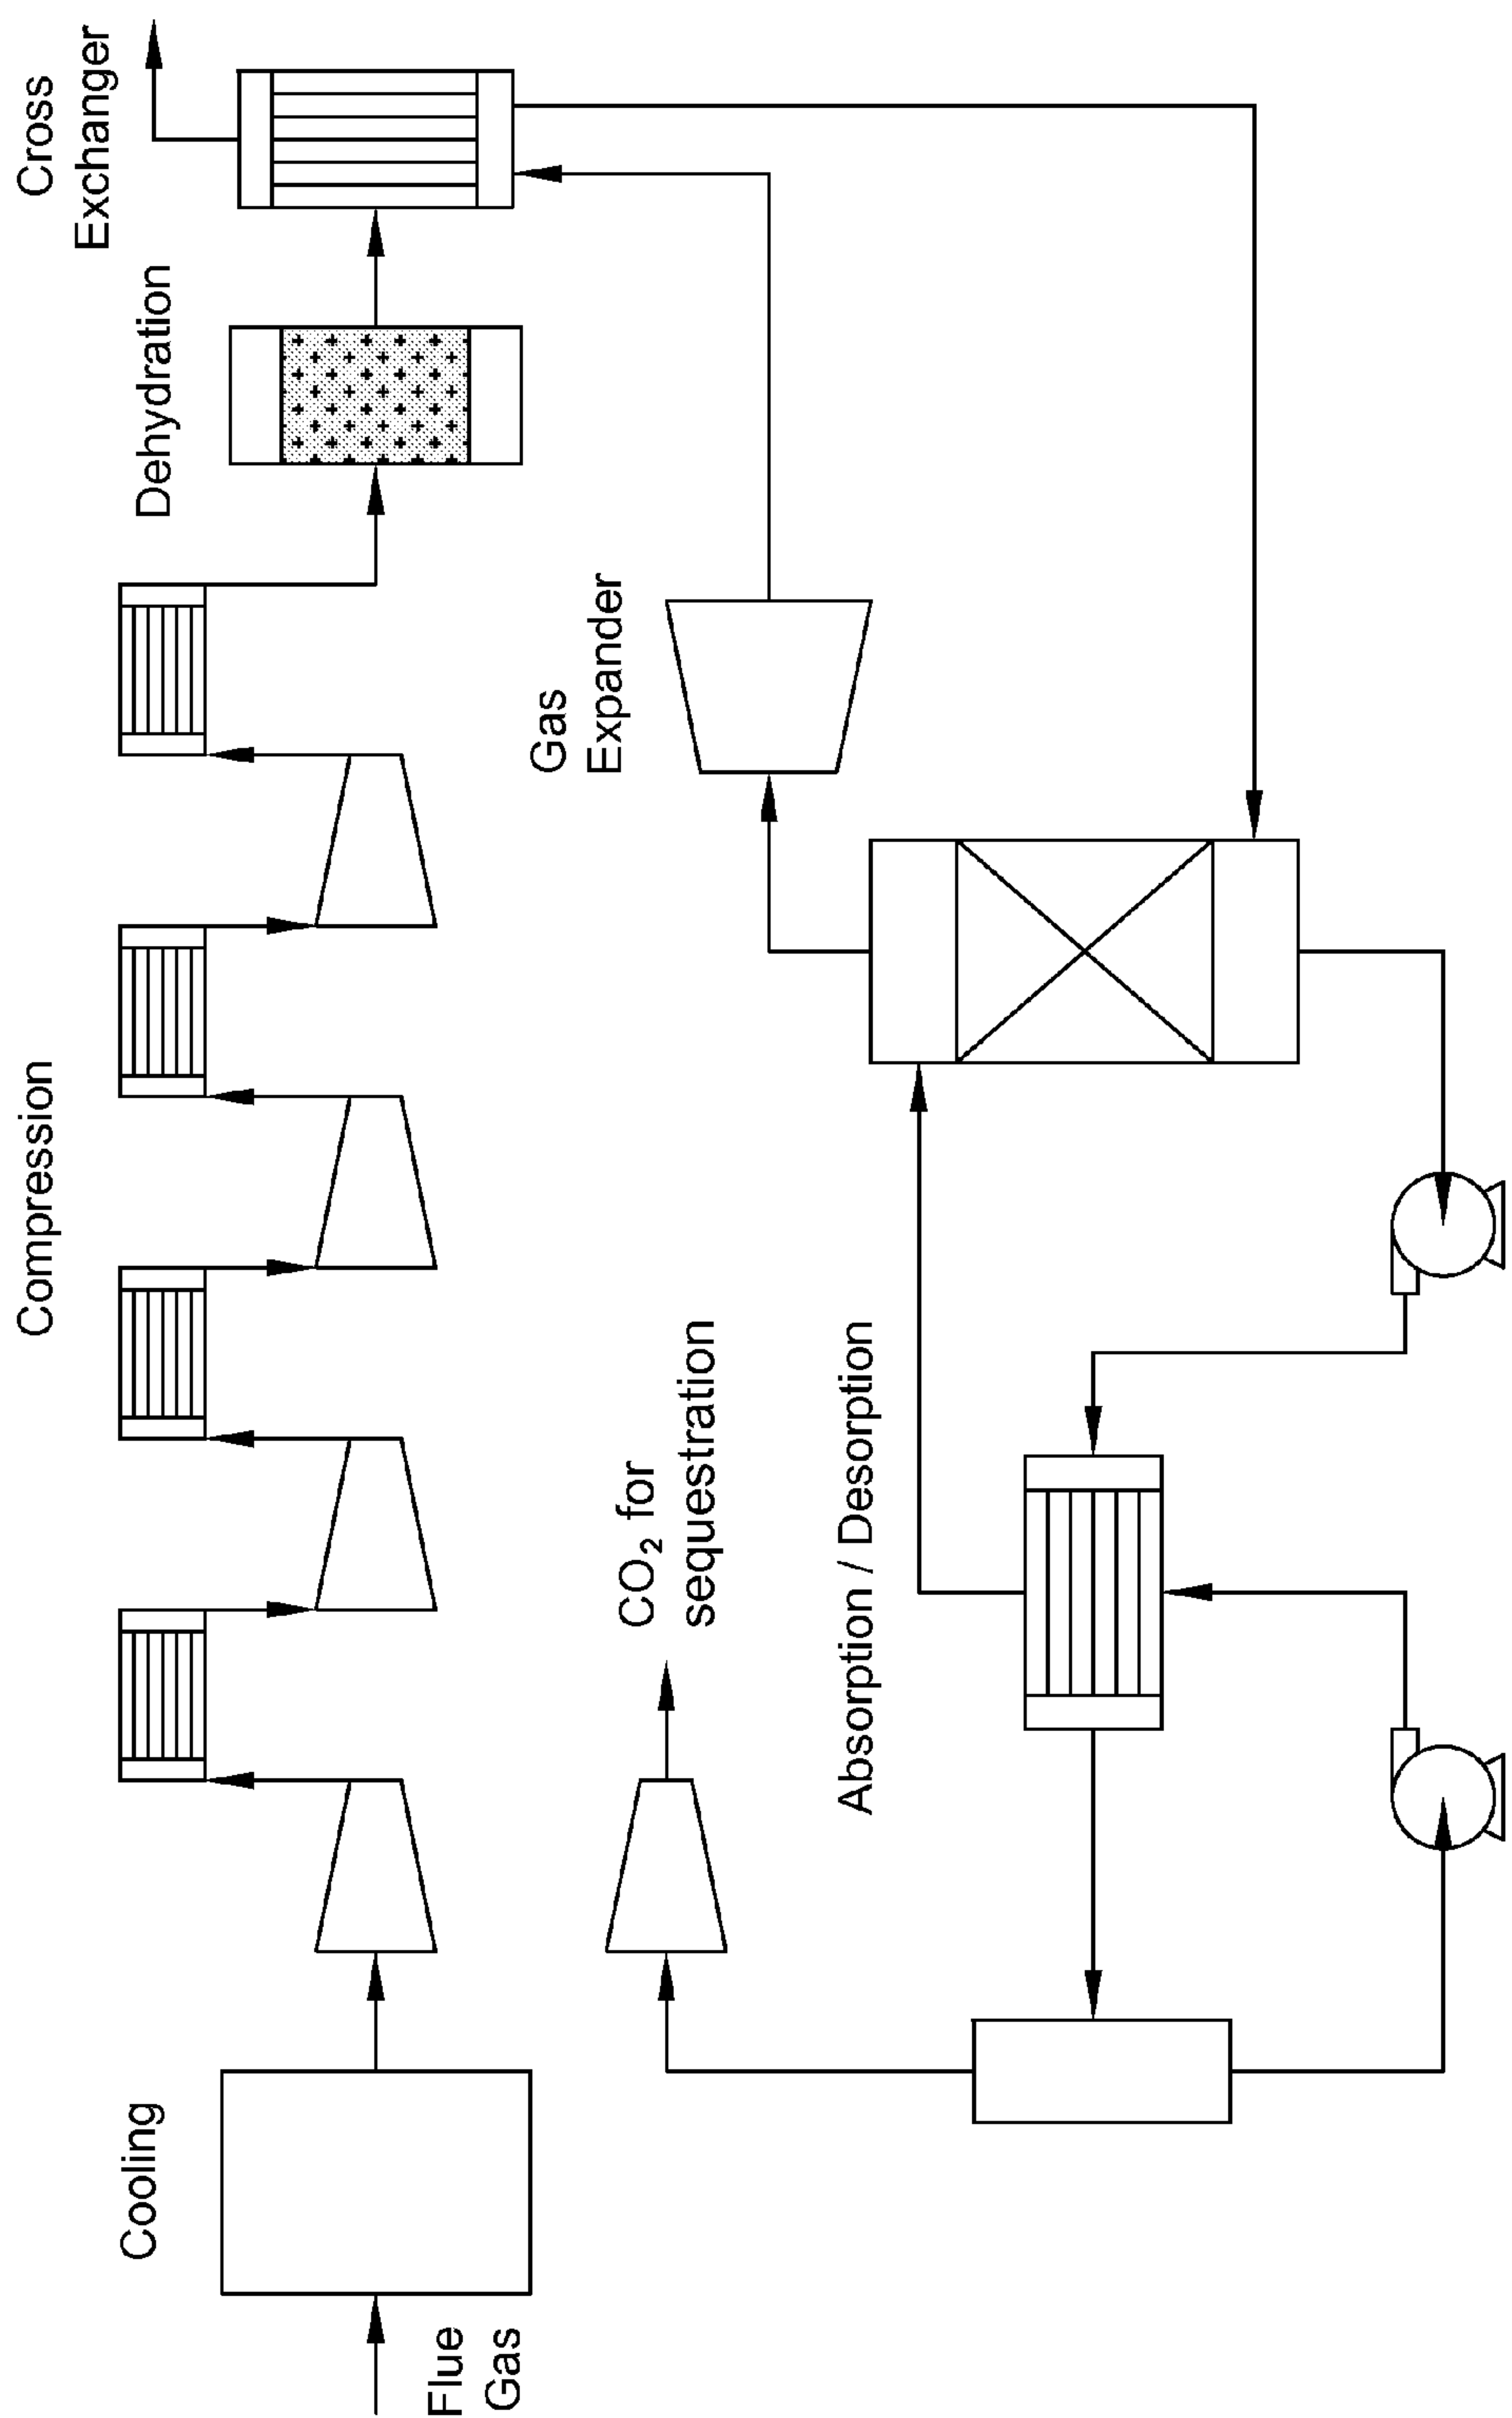 Flue
Gas
Cooling
Compression
Dehydration
Cross
Exchanger
Gas
Expander
CO₂ for
sequestration
Absorption / Desorption